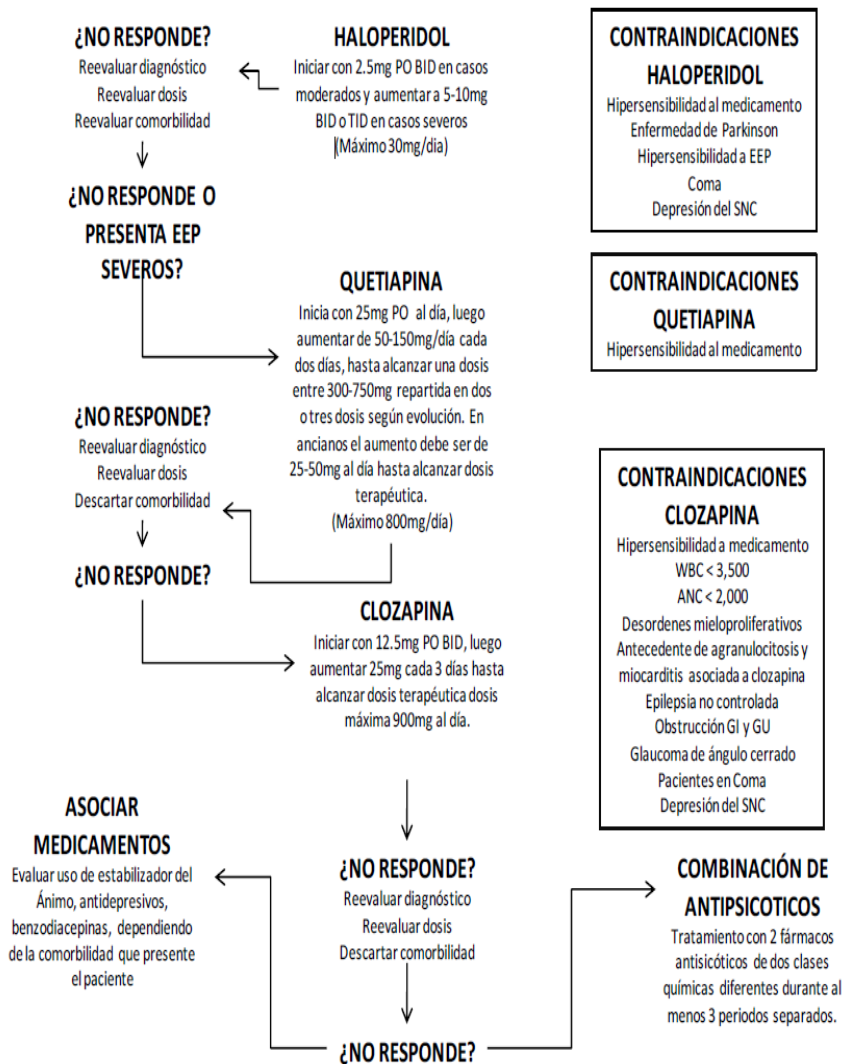 ¿NO RESPONDE?
Reevaluar diagnóstico
Reevaluar dosis
Reevaluar comorbilidad
HALOPERIDOL
Iniciar con 2.5mg PO BID en casos
moderados y aumentar a 5-10mg
BID o TID en casos severos
(Máximo 30mg/día)
CONTRAINDICACIONES
HALOPERIDOL
Hipersensibilidad al medicamento
Enfermedad de Parkinson
Hipersensibilidad a EEP
Coma
Depresión del SNC
¿NO RESPONDE O
PRESENTA EEP
SEVEROS?
QUETIAPINA
Inicia con 25mg PO al día, luego
aumentar de 50-150mg/día cada
dos días, hasta alcanzar una dosis
entre 300-750mg repartida en dos
o tres dosis según evolución. En
ancianos el aumento debe ser de
25-50mg al día hasta alcanzar dosis
terapéutica.
(Máximo 800mg/día)
CONTRAINDICACIONES
QUETIAPINA
Hipersensibilidad al medicamento
¿NO RESPONDE?
Reevaluar diagnóstico
Reevaluar dosis
Descartar comorbilidad
¿NO RESPONDE?
CLOZAPINA
Iniciar con 12.5mg PO BID, luego
aumentar 25mg cada 3 días hasta
alcanzar dosis terapéutica dosis
máxima 900mg al día.
CONTRAINDICACIONES
CLOZAPINA
Hipersensibilidad a medicamento
WBC < 3,500
ANC < 2,000
Desordenes mieloproliferativos
Antecedente de agranulocitosis y
miocarditis asociada a clozapina
Epilepsia no controlada
Obstrucción GI y GU
Glaucoma de ángulo cerrado
Pacientes en Coma
Depresión del SNC
ASOCIAR
MEDICAMENTOS
Evaluar uso de estabilizador del
Ánimo, antidepresivos,
benzodiacepinas, dependiendo
de la comorbilidad que presente
el paciente
¿NO RESPONDE?
Reevaluar diagnóstico
Reevaluar dosis
Descartar comorbilidad
COMBINACIÓN DE
ANTIPSICOTICOS
Tratamiento con 2 fármacos
antisicóticos de dos clases
químicas diferentes durante al
menos 3 periodos separados.
¿NO RESPONDE?